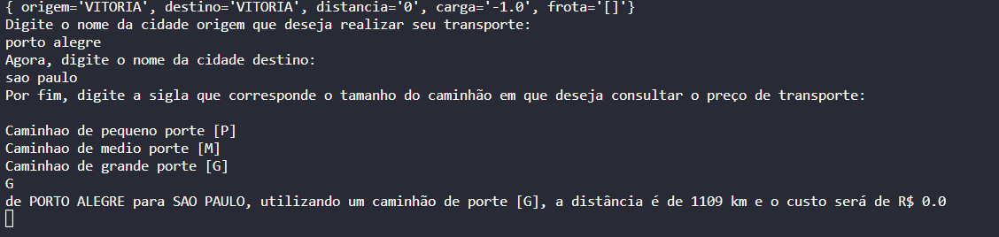 { origem='VITORIA', destino='VITORIA', distancia='0', carga='-1.0', frota='[]'}
Digite o nome da cidade origem que deseja realizar seu transporte:
porto alegre
Agora, digite o nome da cidade destino:
sao paulo
Por fim, digite a sigla que corresponde o tamanho do caminhão em que deseja consultar o preço de transporte:
Caminhao de pequeno porte [P]
Caminhao de medio porte [M]
Caminhao de grande porte [G]
G
de PORTO ALEGRE para SAO PAULO, utilizando um caminhão de porte [G], a distância é de 1109 km e o custo será de R$ 0.0